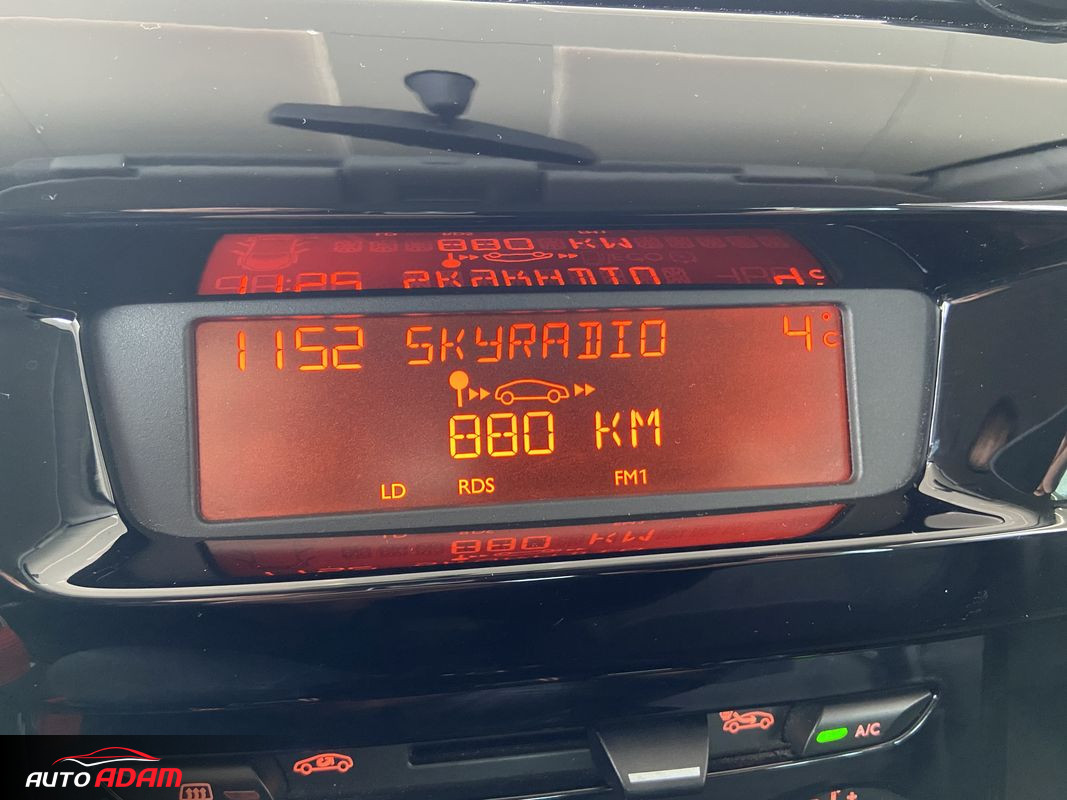 1152 SKYRADIO 4°C
880 KM
LD RDS FM1
A/C
AUTO ADAM